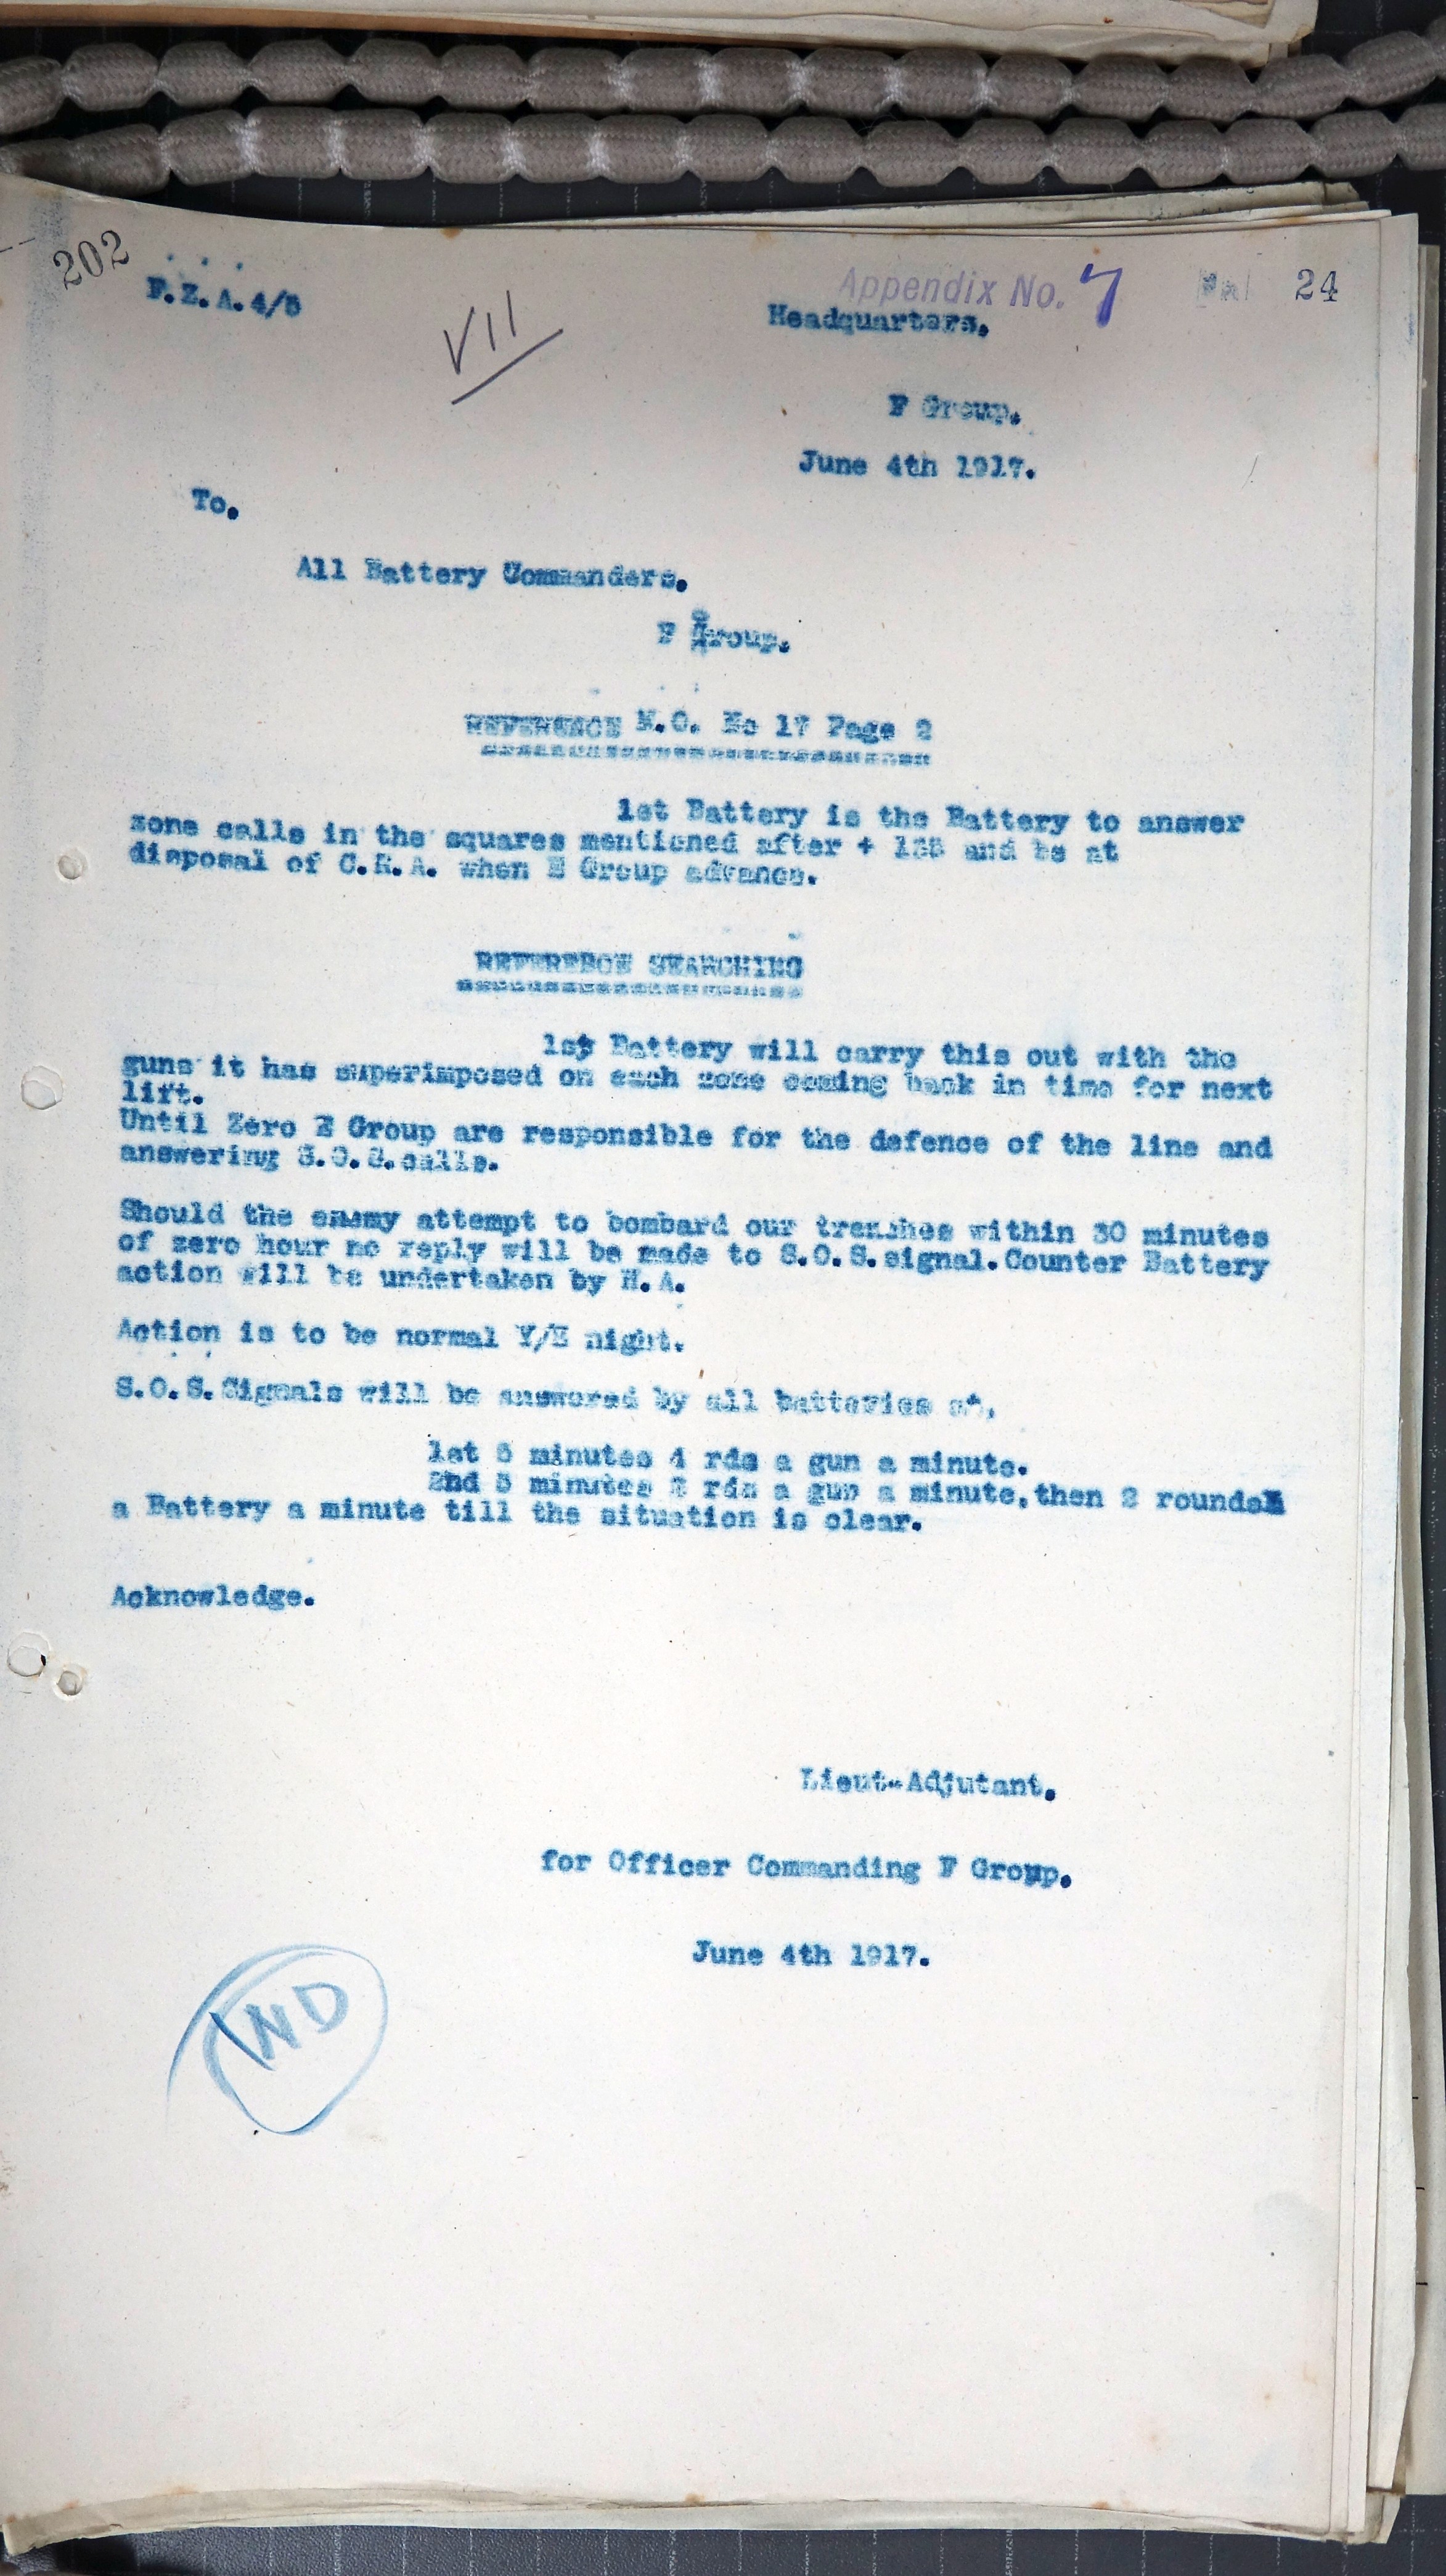 202
F.Z.A.4/5
VII
Appendix No. 7
24
Headquarters.
F Group.
June 4th 1917.
To.
All Battery Commanders.
F Group.
REFERENCE M.O. No 17 Page 2
1st Battery is the Battery to answer
zone calls in the squares mentioned after + and be at
disposal of C.R.A. when E Group advance.
REFERENCE SEARCHING
1st Battery will carry this out with the
guns it has superimposed on each zone coming back in time for next
lift.
Until Zero Group are responsible for the defence of the line and
answering S.O.S.calls.
Should the enemy attempt to bombard our trenches within 30 minutes
of zero hour no reply will be made to S.O.S.signal.Counter Battery
action will be undertaken by H.A.
Action is to be normal Y/Z night.
S.O.S.Signals will be answered by all batteries at,
1st 5 minutes 4 rds a gun a minute.
2nd 5 minutes rds a gun a minute,then 2 rounds
a Battery a minute till the situation is clear.
Acknowledge.
Lieut-Adjutant.
for Officer Commanding F Group.
June 4th 1917.
WD